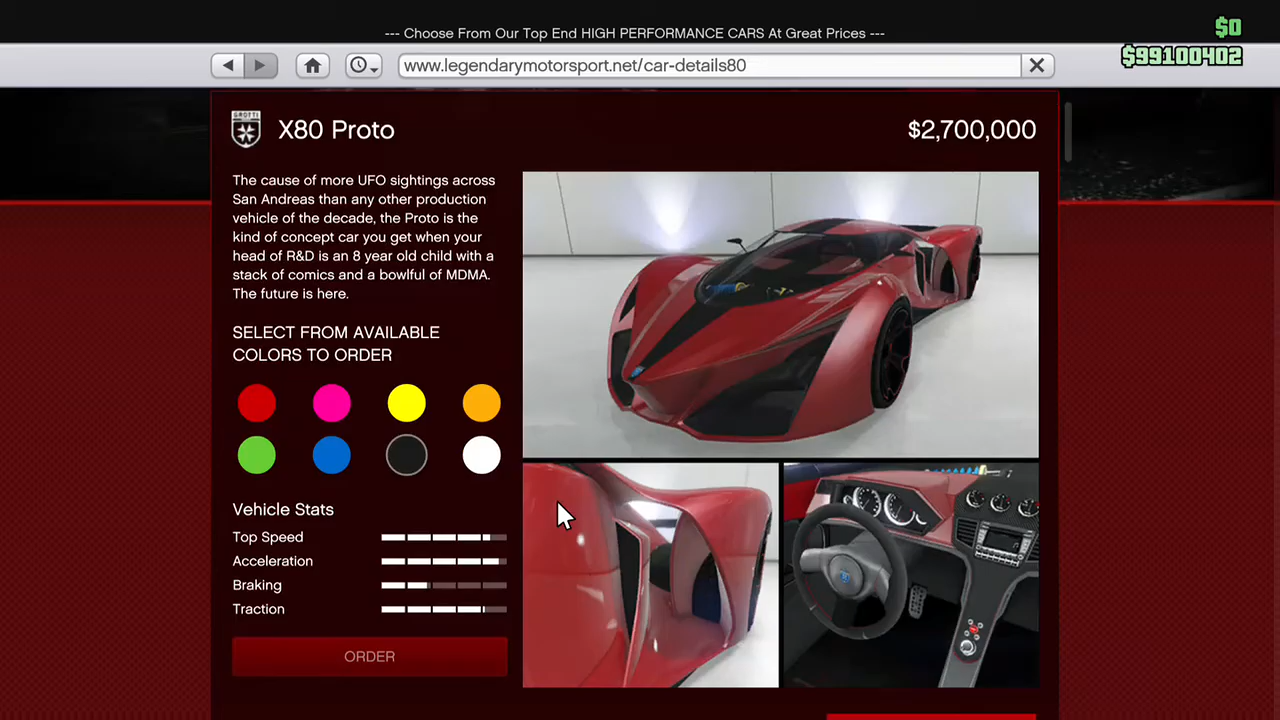 --- Choose From Our Top End HIGH PERFORMANCE CARS At Great Prices ---
$0
$99100402
www.legendarymotorsport.net/car-details80
GROTTI
X80 Proto
$2,700,000
The cause of more UFO sightings across
San Andreas than any other production
vehicle of the decade, the Proto is the
kind of concept car you get when your
head of R&D is an 8 year old child with a
stack of comics and a bowlful of MDMA.
The future is here.
SELECT FROM AVAILABLE
COLORS TO ORDER
Vehicle Stats
Top Speed
Acceleration
Braking
Traction
ORDER